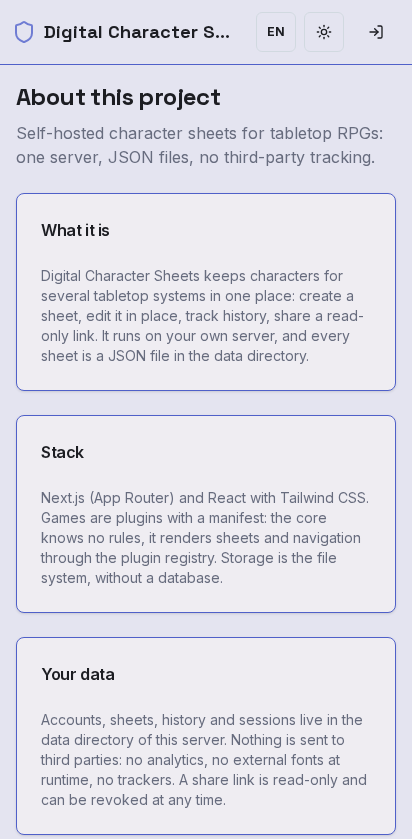 Digital Character S...
EN
About this project
Self-hosted character sheets for tabletop RPGs:
one server, JSON files, no third-party tracking.
What it is
Digital Character Sheets keeps characters for
several tabletop systems in one place: create a
sheet, edit it in place, track history, share a read-
only link. It runs on your own server, and every
sheet is a JSON file in the data directory.
Stack
Next.js (App Router) and React with Tailwind CSS.
Games are plugins with a manifest: the core
knows no rules, it renders sheets and navigation
through the plugin registry. Storage is the file
system, without a database.
Your data
Accounts, sheets, history and sessions live in the
data directory of this server. Nothing is sent to
third parties: no analytics, no external fonts at
runtime, no trackers. A share link is read-only and
can be revoked at any time.